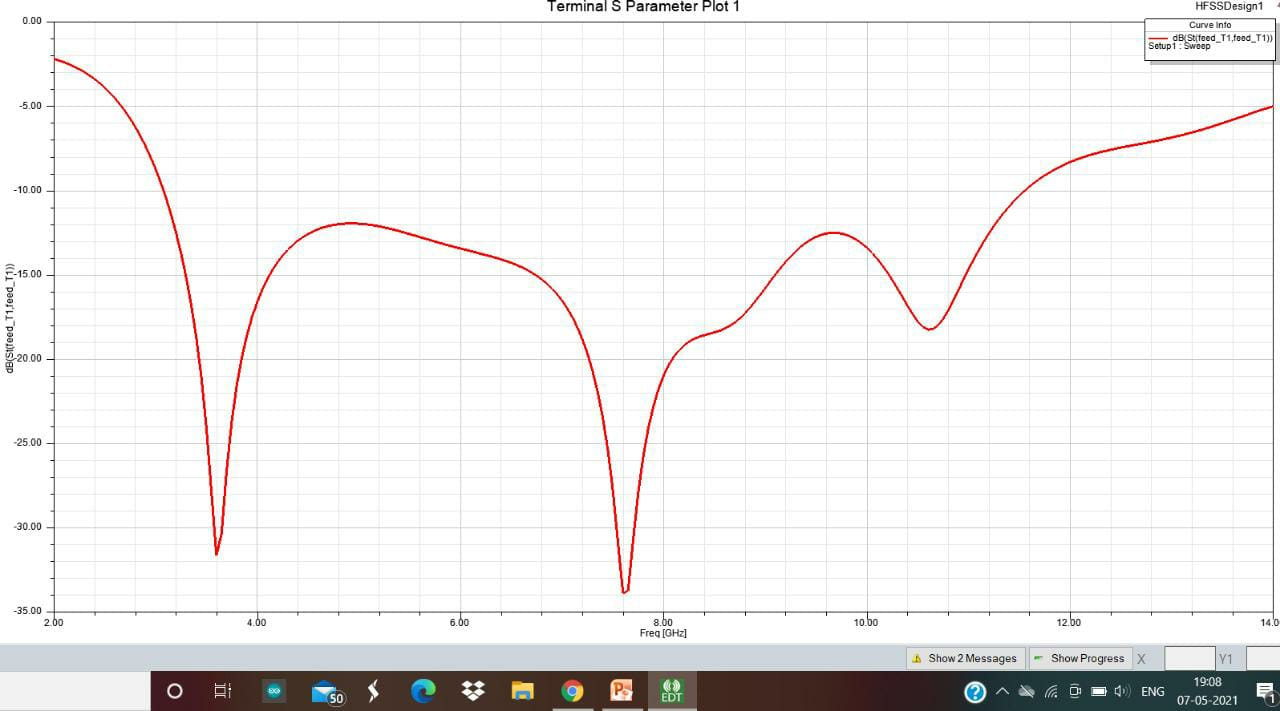 Terminal S Parameter Plot 1
HFSSDesign1
Curve Info
dB(St(feed_T1,feed_T1))
Setup1 : Sweep
0.00
-5.00
-10.00
-15.00
-20.00
-25.00
-30.00
-35.00
dB(St(feed_T1,feed_T1))
2.00 4.00 6.00 8.00 10.00 12.00 14.0
Freq [GHz]
Show 2 Messages Show Progress X Y1
50 EDT ? ENG 19:08
07-05-2021 1